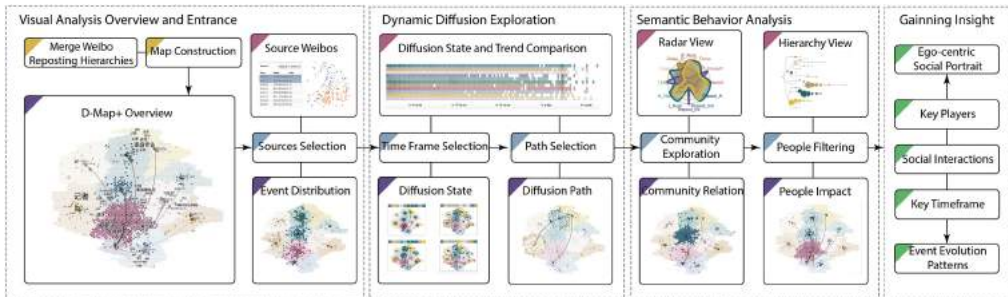 Visual Analysis Overview and Entrance
Merge Weibo
Reposting Hierarchies
Map Construction
Source Weibos
D-Map+ Overview
Sources Selection
Event Distribution
Dynamic Diffusion Exploration
Diffusion State and Trend Comparison
Time Frame Selection
Path Selection
Diffusion State
Diffusion Path
Semantic Behavior Analysis
Radar View
Hierarchy View
Community
Exploration
People Filtering
Community Relation
People Impact
Gainning Insight
Ego-centric
Social Portrait
Key Players
Social Interactions
Key Timeframe
Event Evolution
Patterns